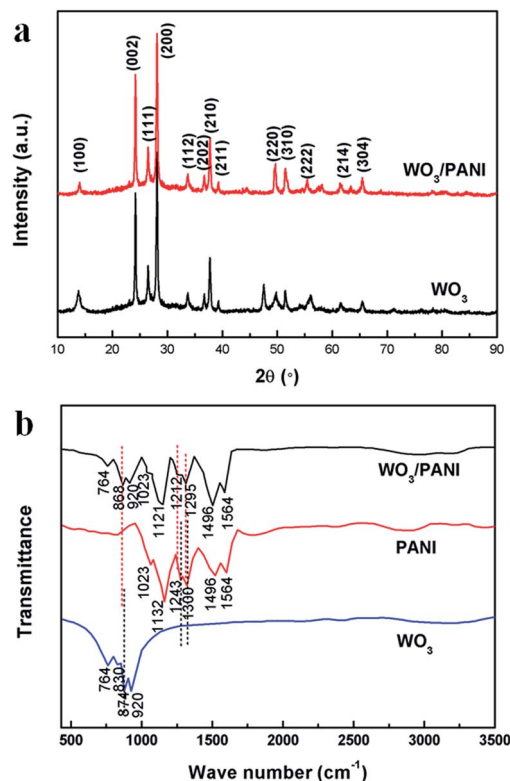 a
(200)
(002)
(111)
(210)
(100)
(112)
(202)
(211)
(220)
(310)
(222)
(214)
(304)
WO3/PANI
WO3
Intensity (a.u.)
10 20 30 40 50 60 70 80 90
2θ (°)
b
764
868
920
1023
1121
1212
1295
1496
1564
WO3/PANI
PANI
1023
1132
1243
1300
1496
1564
WO3
764
830
874
920
Transmittance
500 1000 1500 2000 2500 3000 3500
Wave number (cm-1)